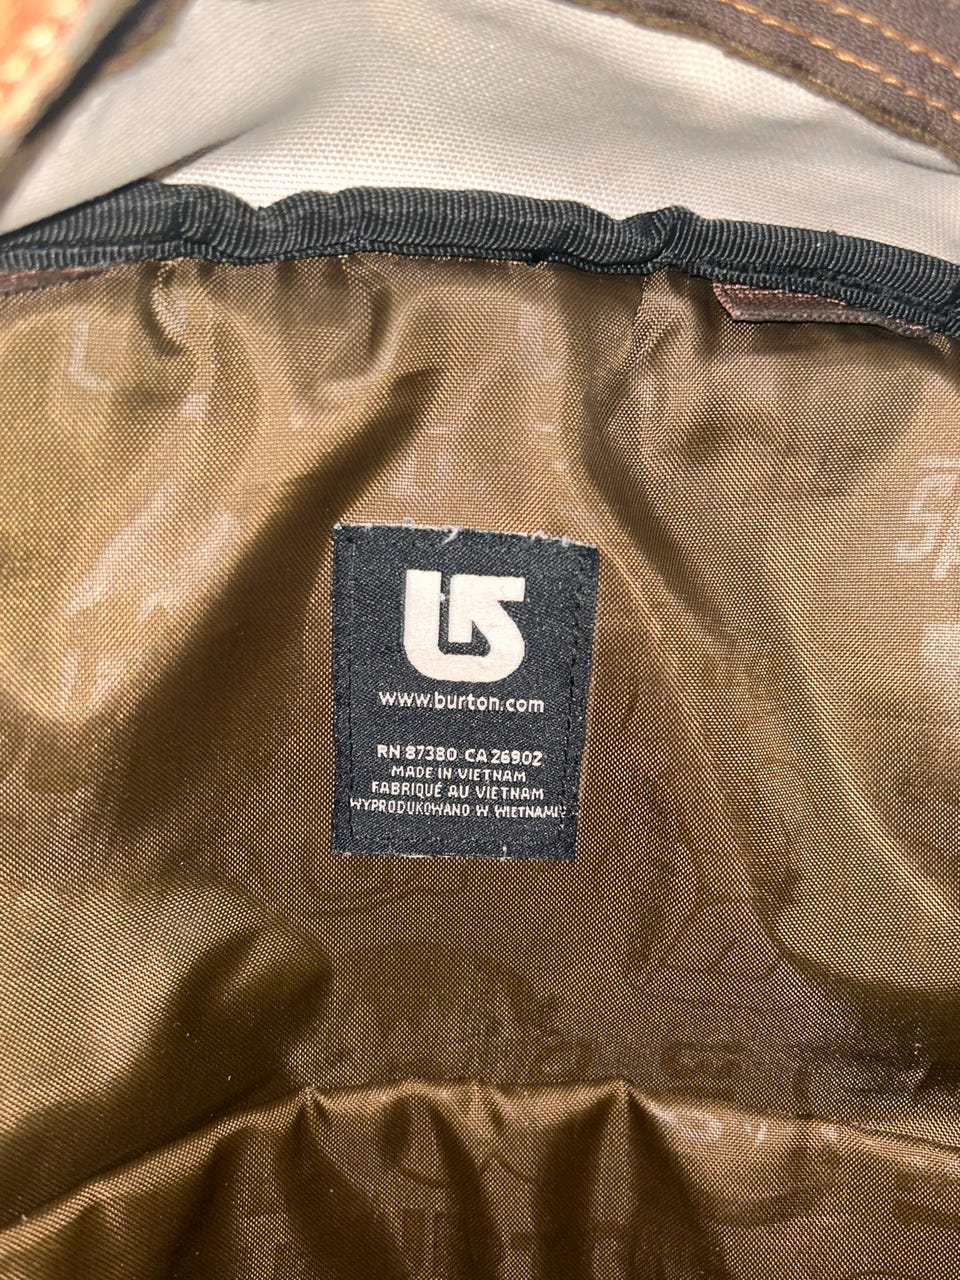 www.burton.com
RN 87380 CA 26902
MADE IN VIETNAM
FABRIQUÉ AU VIETNAM
WYPRODUKOWANO W WIETNAMIE